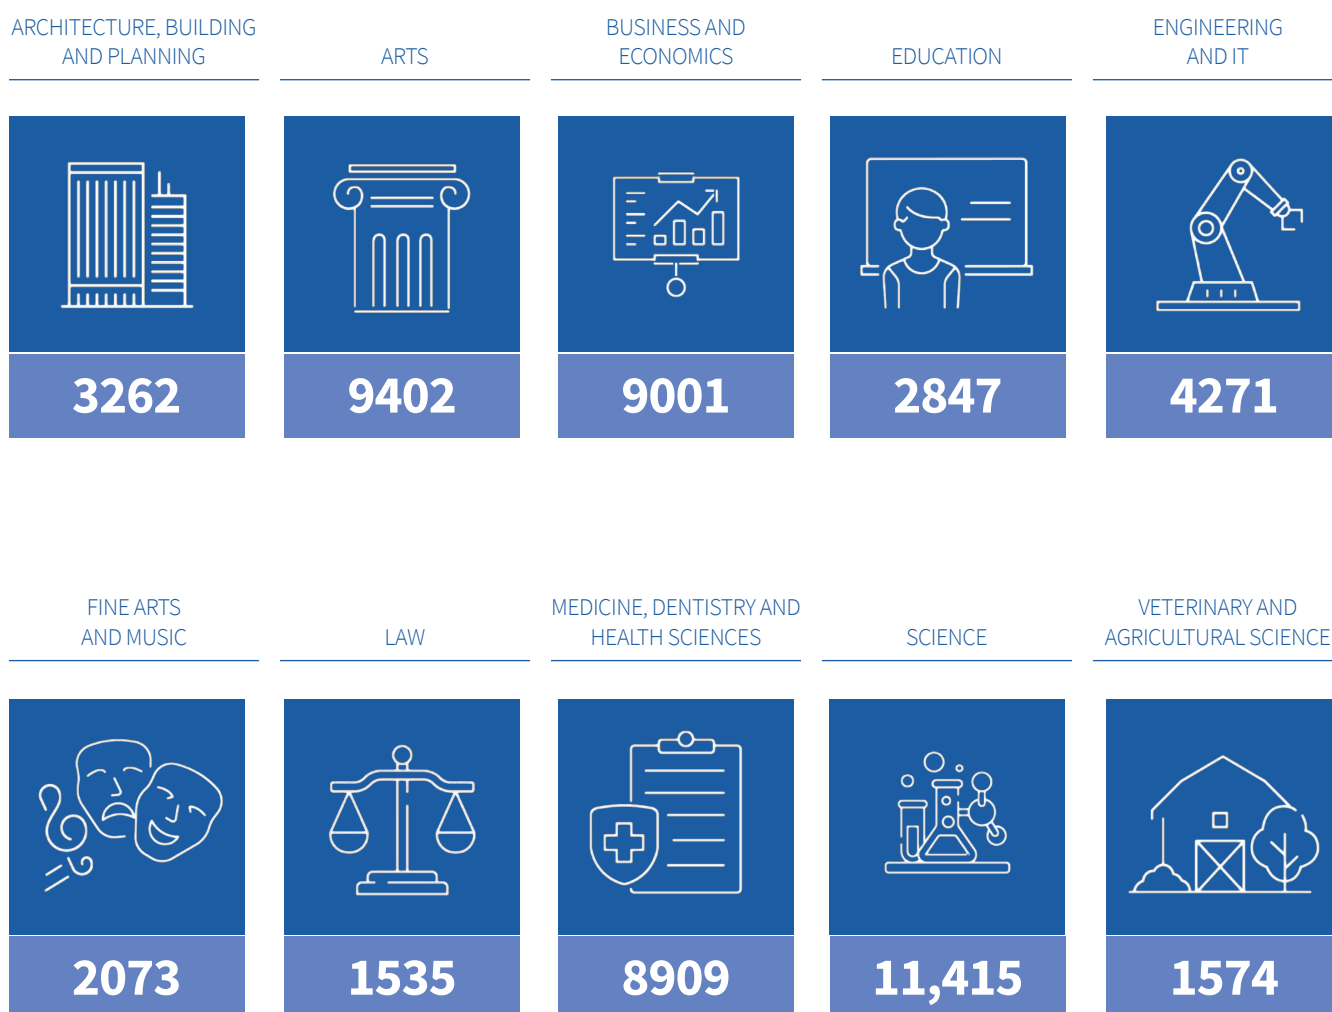 ARCHITECTURE, BUILDING
AND PLANNING
ARTS
BUSINESS AND
ECONOMICS
EDUCATION
ENGINEERING
AND IT
3262
9402
9001
2847
4271
FINE ARTS
AND MUSIC
LAW
MEDICINE, DENTISTRY AND
HEALTH SCIENCES
SCIENCE
VETERINARY AND
AGRICULTURAL SCIENCE
2073
1535
8909
11,415
1574